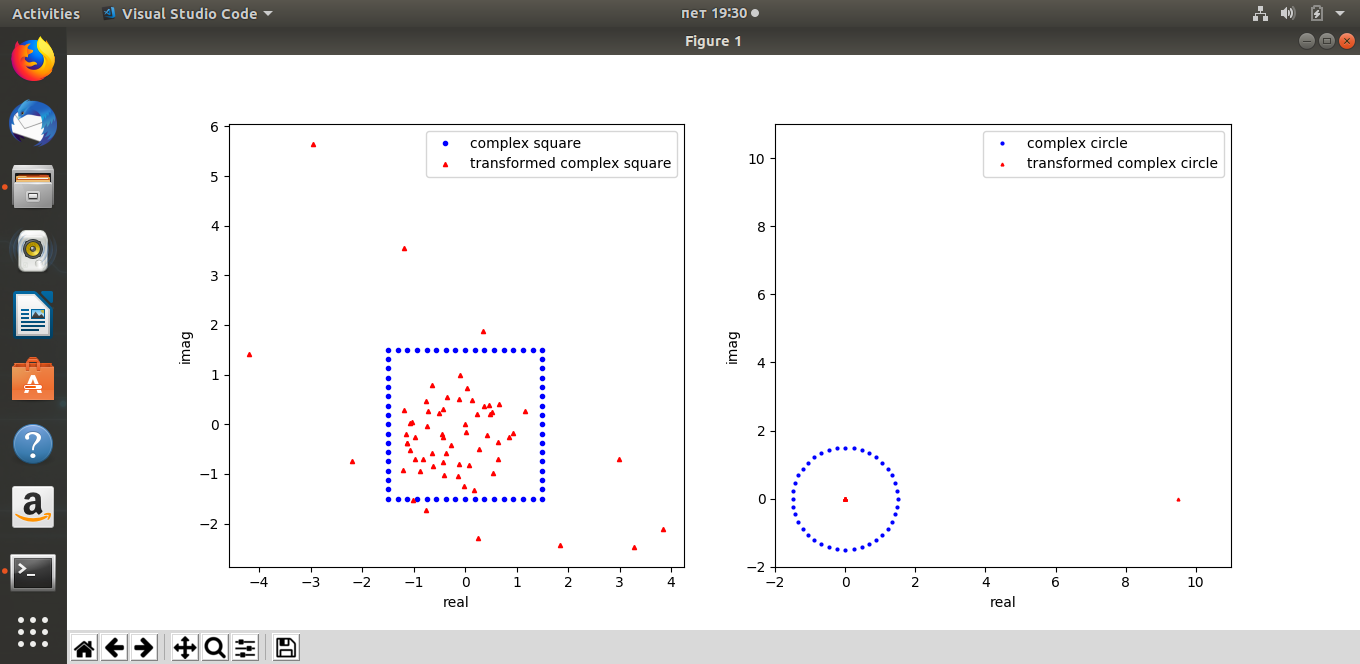 Activities
Visual Studio Code
пет 19:30
Figure 1
complex square
transformed complex square
6
5
4
3
2
1
0
−1
−2
imag
−4 −3 −2 −1 0 1 2 3 4
real
complex circle
transformed complex circle
10
8
6
4
2
0
−2
imag
−2 0 2 4 6 8 10
real